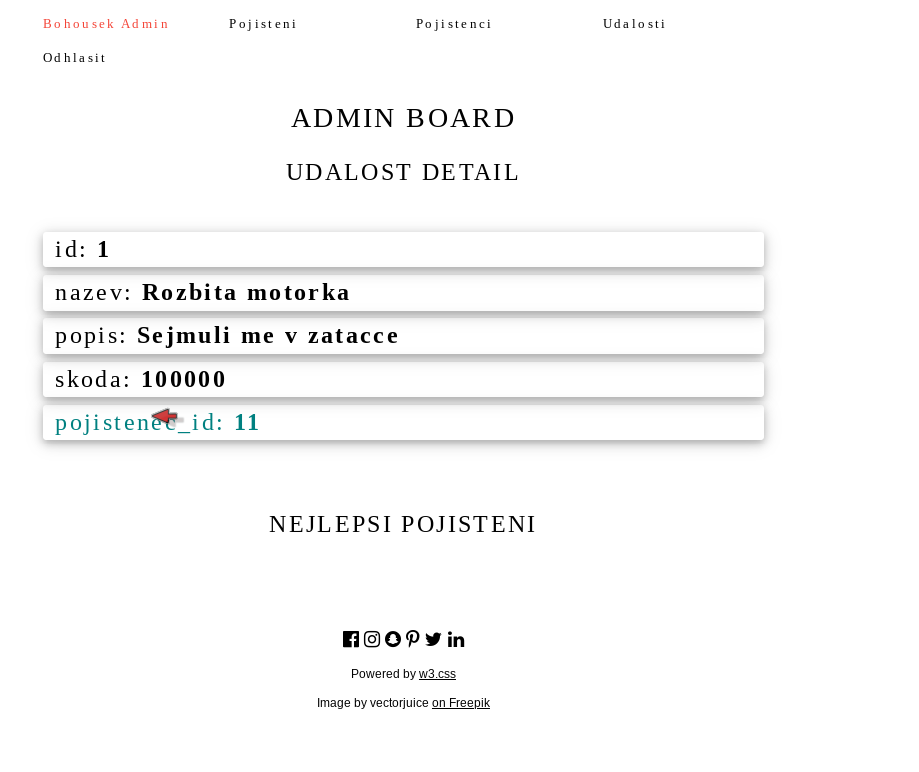 Bohousek Admin Pojisteni Pojistenci Udalosti
Odhlasit
ADMIN BOARD
UDALOST DETAIL
id: 1
nazev: Rozbita motorka
popis: Sejmuli me v zatacce
skoda: 100000
pojistenec_id: 11
NEJLEPSI POJISTENI
Powered by w3.css
Image by vectorjuice on Freepik